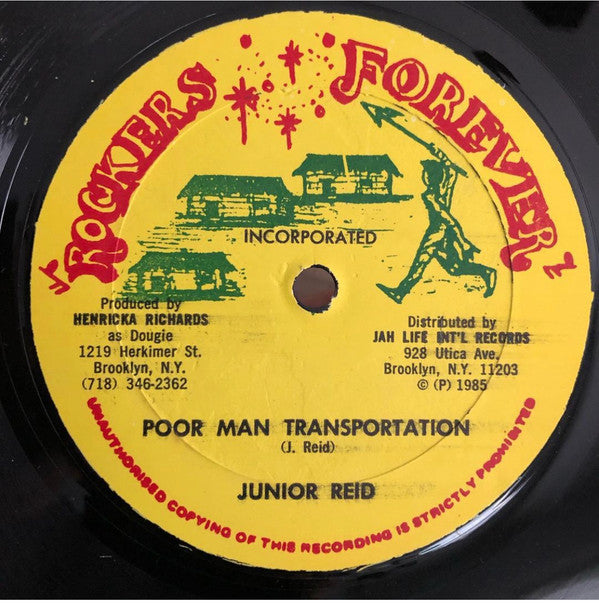 ROCKERS FOREVER
INCORPORATED
Produced by
HENRICKA RICHARDS
as Dougie
1219 Herkimer St.
Brooklyn, N.Y.
(718) 346-2362
Distributed by
JAH LIFE INT'L RECORDS
928 Utica Ave.
Brooklyn, N.Y. 11203
© (P) 1985
POOR MAN TRANSPORTATION
(J. Reid)
JUNIOR REID
UNAUTHORISED COPYING OF THIS RECORDING IS STRICTLY PROHIBITED